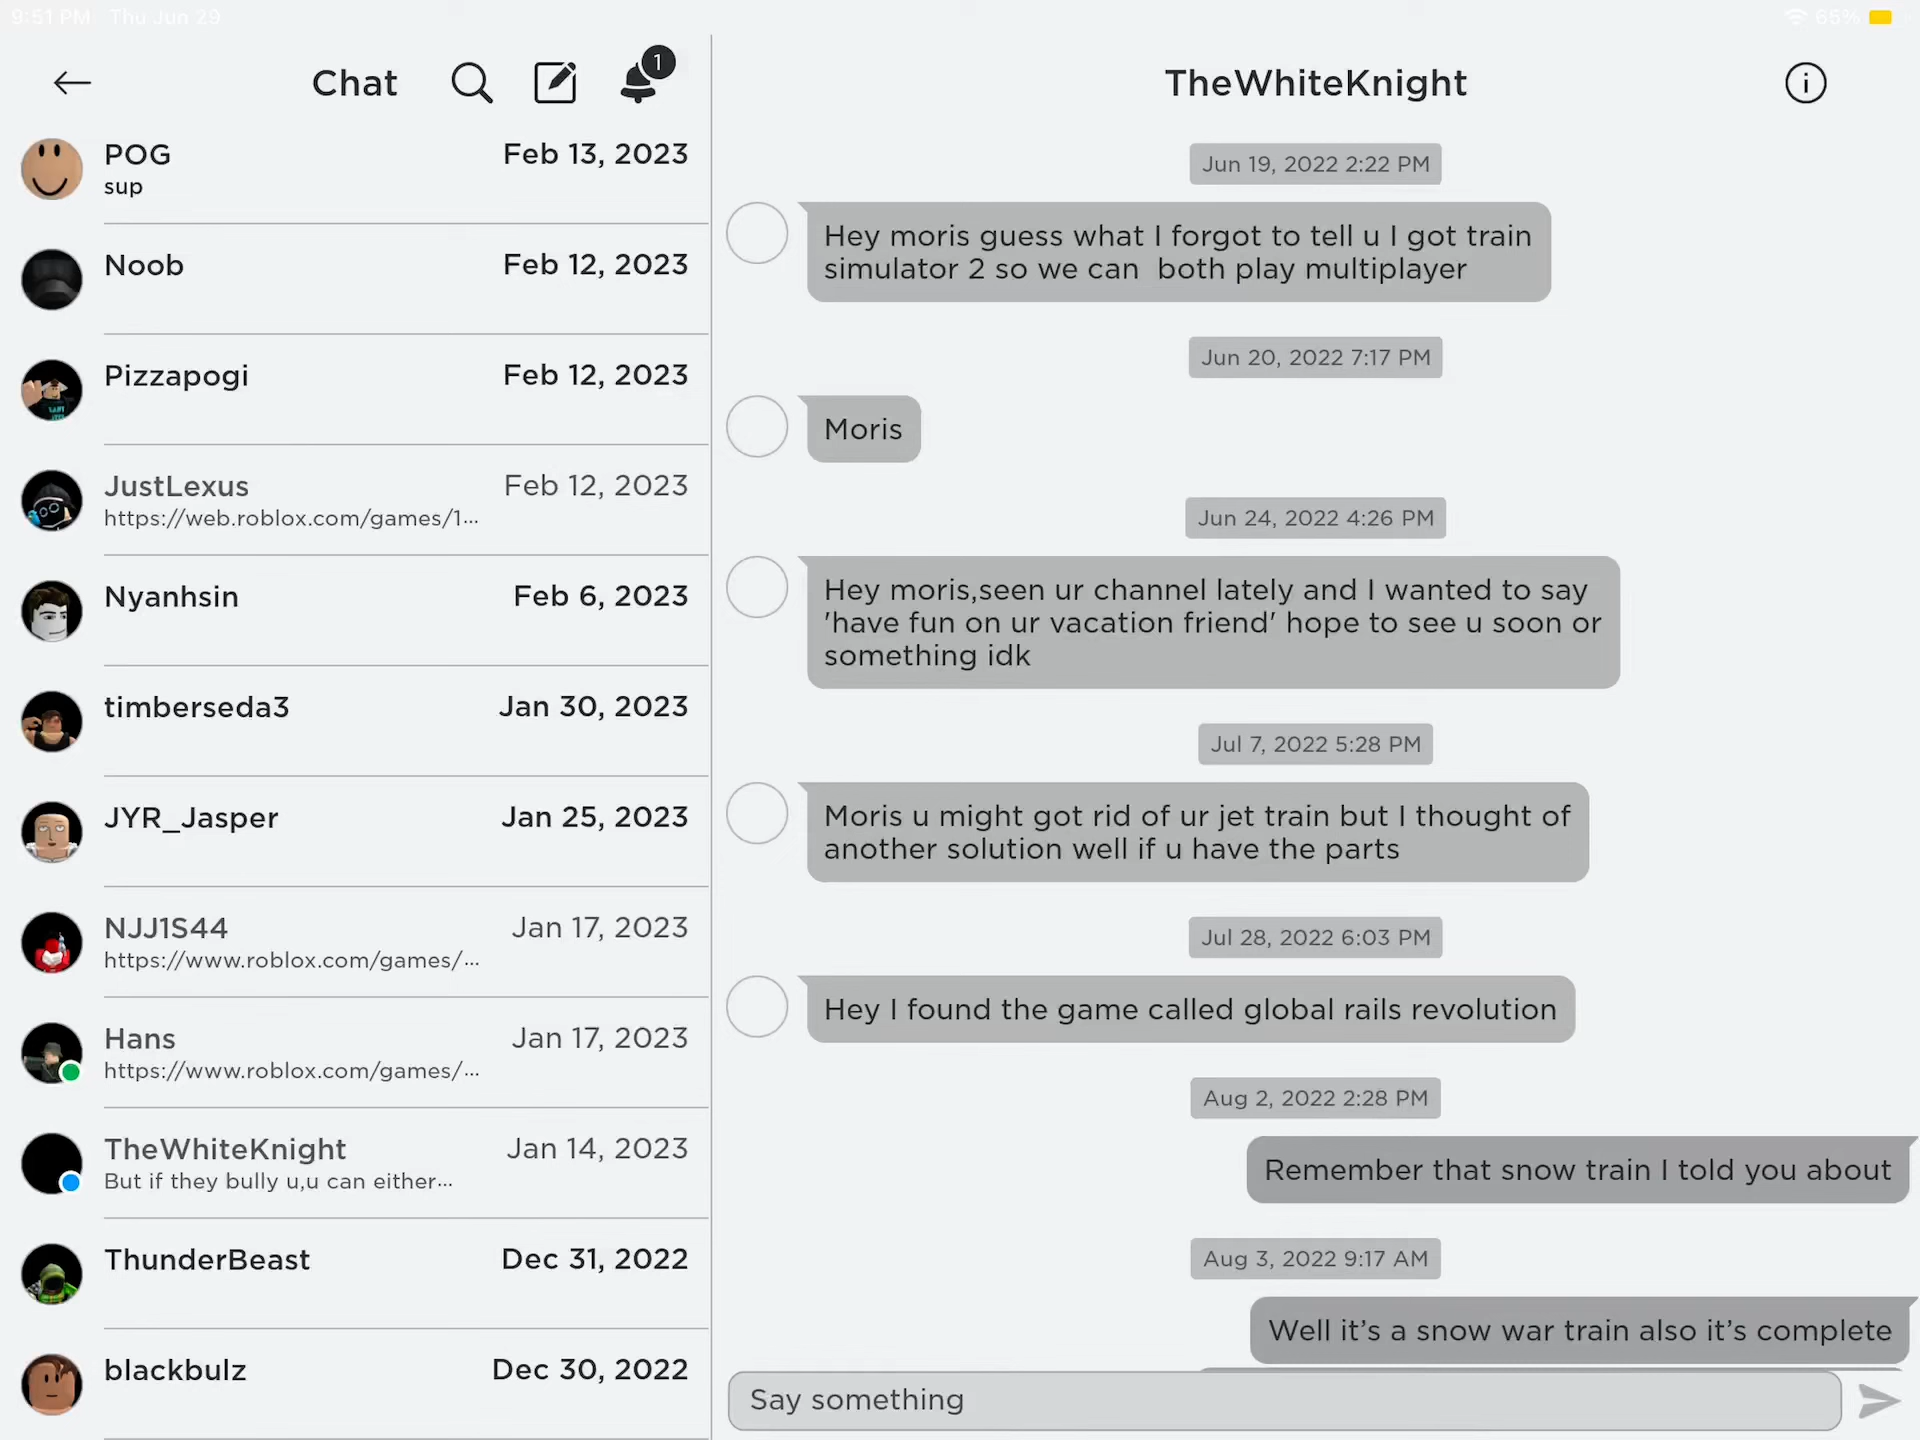 9:51 PM Thu Jun 29
65%
Chat
1
POG
Feb 13, 2023
sup
Noob
Feb 12, 2023
Pizzapogi
Feb 12, 2023
JustLexus
Feb 12, 2023
https://web.roblox.com/games/1...
Nyanhsin
Feb 6, 2023
timberseda3
Jan 30, 2023
JYR_Jasper
Jan 25, 2023
NJJ1S44
Jan 17, 2023
https://www.roblox.com/games/...
Hans
Jan 17, 2023
https://www.roblox.com/games/...
TheWhiteKnight
Jan 14, 2023
But if they bully u,u can either...
ThunderBeast
Dec 31, 2022
blackbulz
Dec 30, 2022
TheWhiteKnight
Jun 19, 2022 2:22 PM
Hey moris guess what I forgot to tell u I got train
simulator 2 so we can  both play multiplayer
Jun 20, 2022 7:17 PM
Moris
Jun 24, 2022 4:26 PM
Hey moris,seen ur channel lately and I wanted to say
'have fun on ur vacation friend' hope to see u soon or
something idk
Jul 7, 2022 5:28 PM
Moris u might got rid of ur jet train but I thought of
another solution well if u have the parts
Jul 28, 2022 6:03 PM
Hey I found the game called global rails revolution
Aug 2, 2022 2:28 PM
Remember that snow train I told you about
Aug 3, 2022 9:17 AM
Well it’s a snow war train also it’s complete
Say something